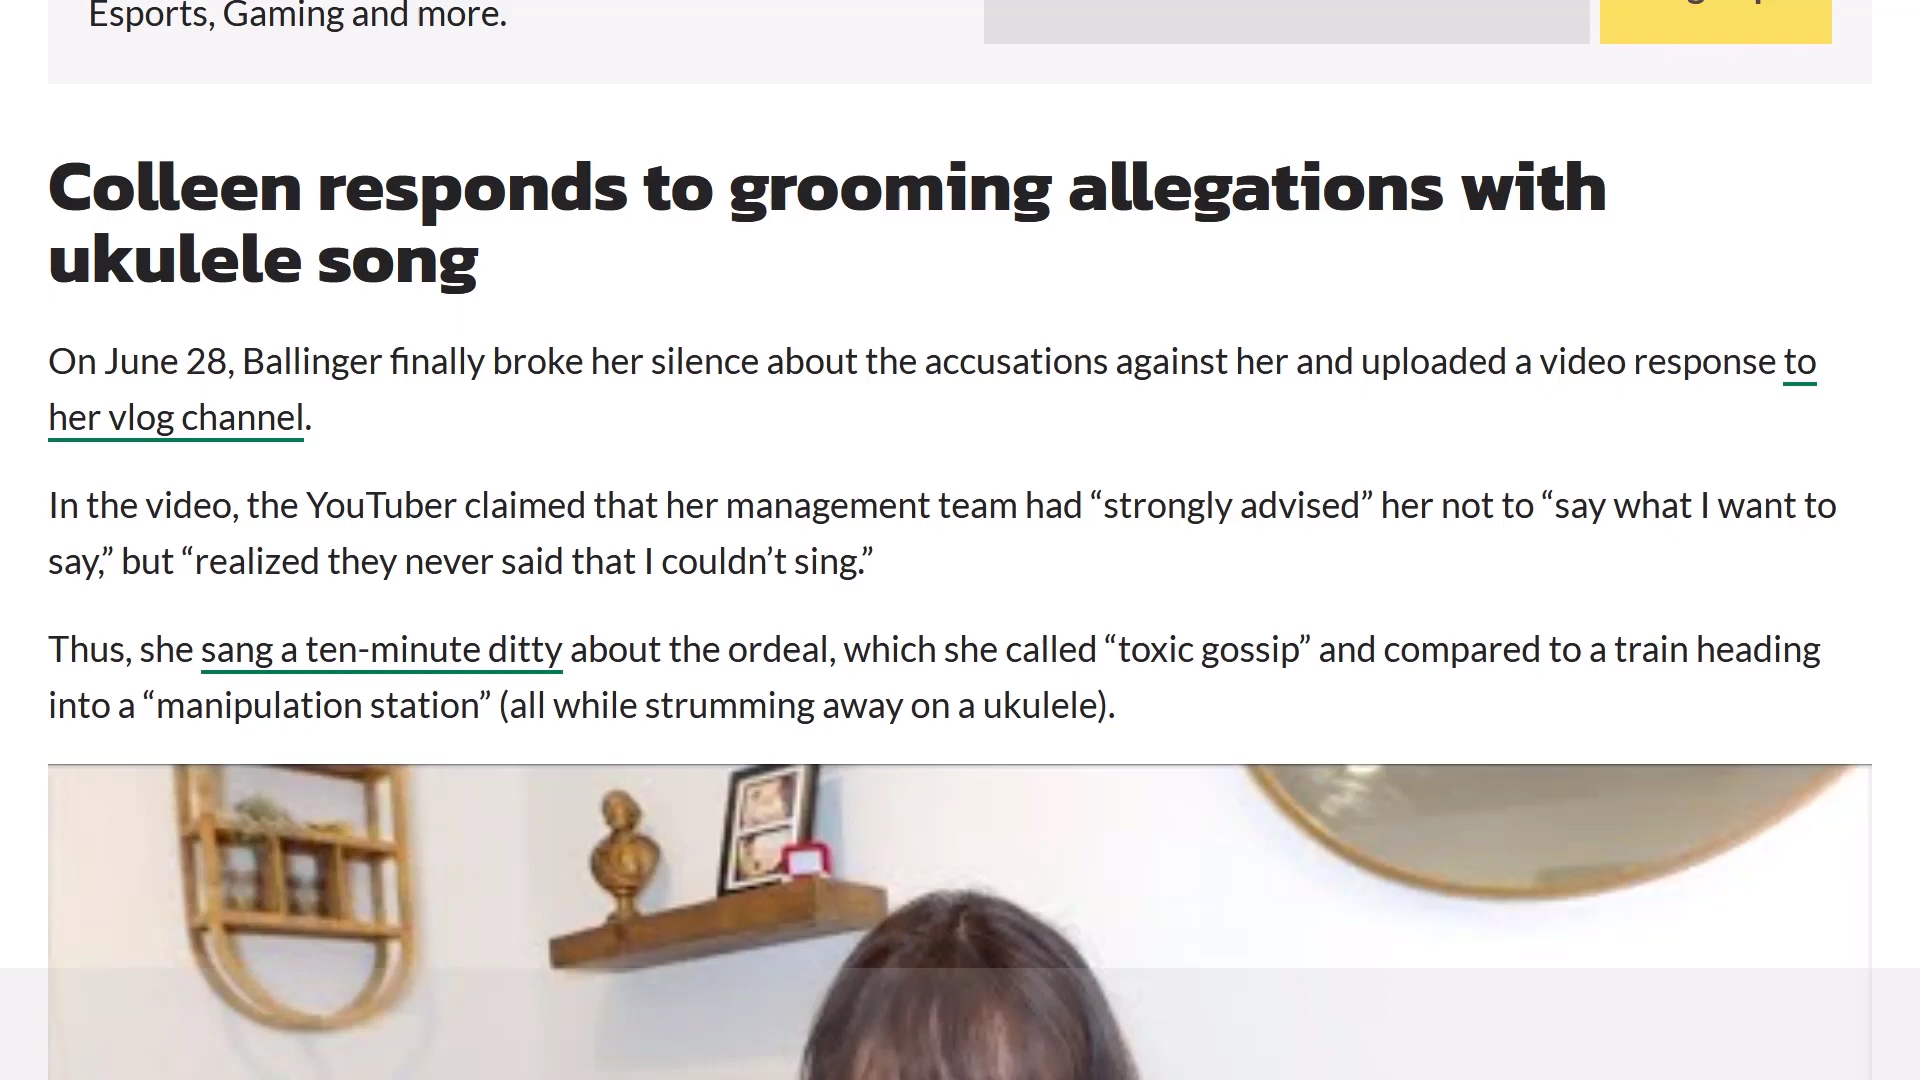 Esports, Gaming and more.
Colleen responds to grooming allegations with
ukulele song
On June 28, Ballinger finally broke her silence about the accusations against her and uploaded a video response to
her vlog channel.
In the video, the YouTuber claimed that her management team had “strongly advised” her not to “say what I want to
say,” but “realized they never said that I couldn’t sing.”
Thus, she sang a ten-minute ditty about the ordeal, which she called “toxic gossip” and compared to a train heading
into a “manipulation station” (all while strumming away on a ukulele).